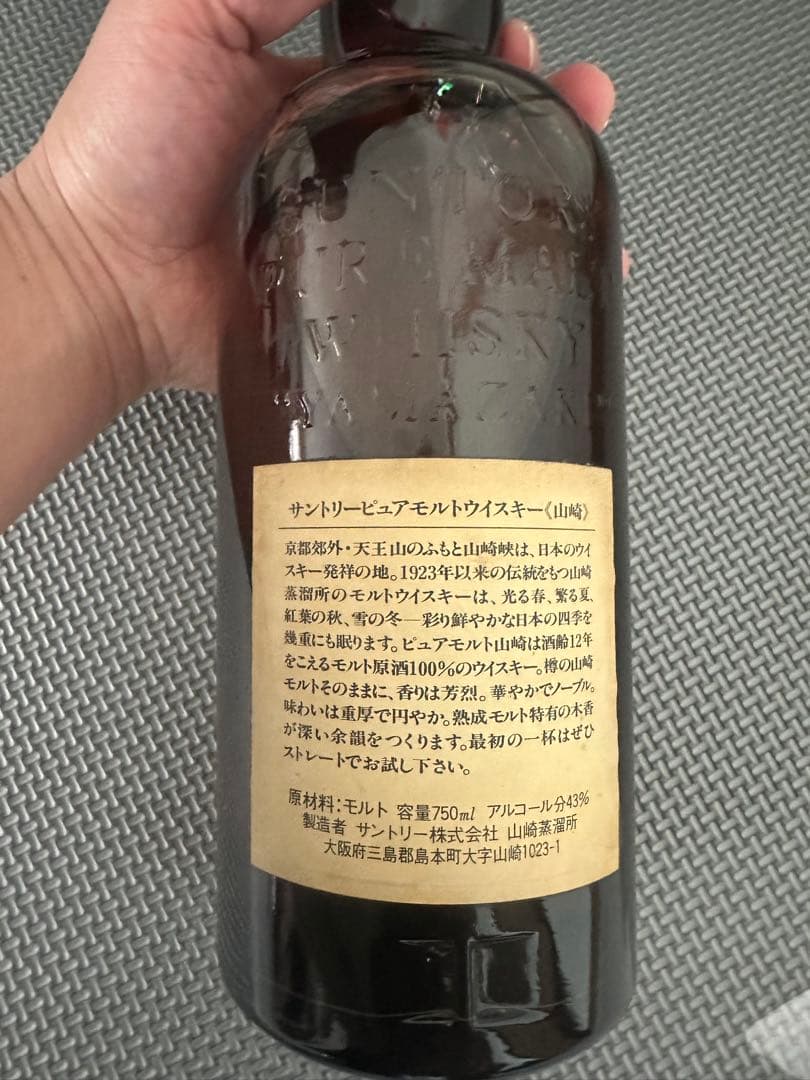 SUNTORY
PURE MALT
WHISKY
"YAMAZAKI"
サントリーピュアモルトウイスキー《山崎》
京都郊外・天王山のふもと山崎峡は、日本のウイ
スキー発祥の地。1923年以来の伝統をもつ山崎
蒸溜所のモルトウイスキーは、光る春、繁る夏、
紅葉の秋、雪の冬―彩り鮮やかな日本の四季を
幾重にも眠ります。ピュアモルト山崎は酒齢12年
をこえるモルト原酒100%のウイスキー。樽の山崎
モルトそのままに、香りは芳烈。華やかでノーブル。
味わいは重厚で円やか。熟成モルト特有の木香
が深い余韻をつくります。最初の一杯はぜひ
ストレートでお試し下さい。
原材料：モルト 容量750ml アルコール分43%
製造者 サントリー株式会社 山崎蒸溜所
大阪府三島郡島本町大字山崎1023-1